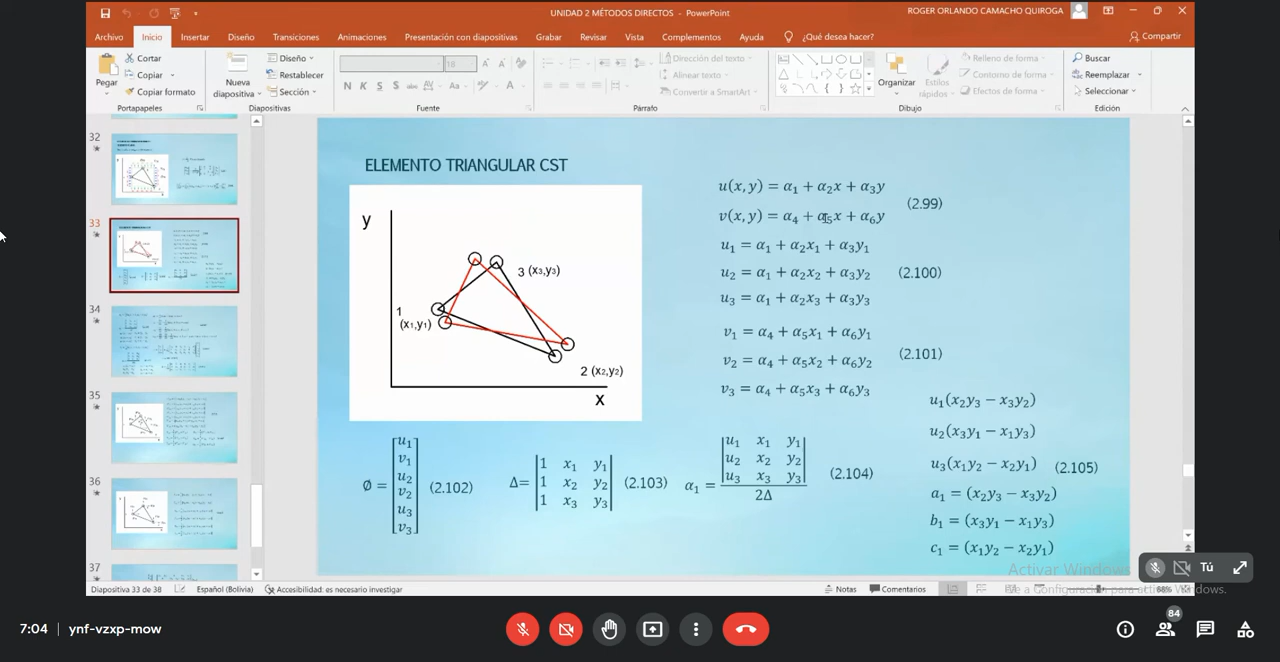 UNIDAD 2 MÉTODOS DIRECTOS - PowerPoint
ROGER ORLANDO CAMACHO QUIROGA
Archivo Inicio Insertar Diseño Transiciones Animaciones Presentación con diapositivas Grabar Revisar Vista Complementos Ayuda ¿Qué desea hacer? Compartir
Pegar
Cortar
Copiar
Copiar formato
Portapapeles
Nueva diapositiva
Diseño
Restablecer
Sección
Diapositivas
18
N K S S abc AV Aa A
Fuente
Dirección del texto
Alinear texto
Convertir a SmartArt
Párrafo
Organizar
Estilos rápidos
Relleno de forma
Contorno de forma
Efectos de forma
Dibujo
Buscar
Reemplazar
Seleccionar
Edición
32
33
34
35
36
37
ELEMENTO TRIANGULAR CST
y
3 (x3,y3)
1
(x1,y1)
2 (x2,y2)
x
u(x, y) = α₁ + α₂x + α₃y
v(x, y) = α₄ + α₅x + α₆y
(2.99)
u₁ = α₁ + α₂x₁ + α₃y₁
u₂ = α₁ + α₂x₂ + α₃y₂ (2.100)
u₃ = α₁ + α₂x₃ + α₃y₃
v₁ = α₄ + α₅x₁ + α₆y₁
v₂ = α₄ + α₅x₂ + α₆y₂ (2.101)
v₃ = α₄ + α₅x₃ + α₆y₃
∅ = [u₁ v₁ u₂ v₂ u₃ v₃] (2.102)
Δ= |1 x₁ y₁
1 x₂ y₂
1 x₃ y₃| (2.103)
α₁ = |u₁ x₁ y₁
u₂ x₂ y₂
u₃ x₃ y₃|
2Δ
(2.104)
u₁(x₂y₃ − x₃y₂)
u₂(x₃y₁ − x₁y₃)
u₃(x₁y₂ − x₂y₁) (2.105)
a₁ = (x₂y₃ − x₃y₂)
b₁ = (x₃y₁ − x₁y₃)
c₁ = (x₁y₂ − x₂y₁)
Activar Windows
Ve a Configuración para activar Windows.
Tú
Diapositiva 33 de 38 Español (Bolivia) Accesibilidad: es necesario investigar Notas Comentarios
7:04 | ynf-vzxp-mow
84